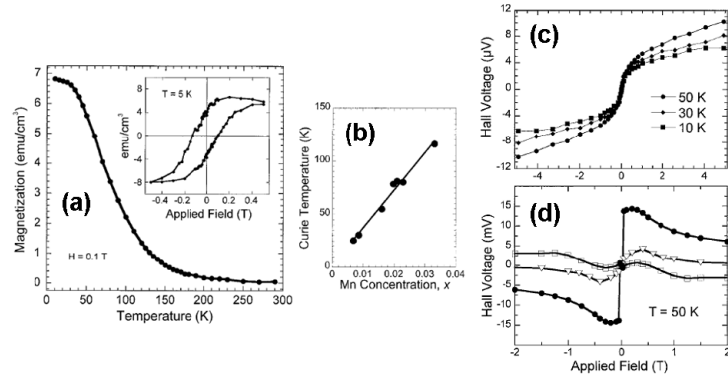 (a)
Magnetization (emu/cm³)
7
6
5
4
3
2
1
0
H = 0.1 T
0 50 100 150 200 250 300
Temperature (K)
T = 5 K
emu/cm³
8
4
0
-4
-8
-0.4 -0.2 0 0.2 0.4
Applied Field (T)
(b)
Curie Temperature (K)
150
100
50
0
0 0.01 0.02 0.03 0.04
Mn Concentration, x
(c)
Hall Voltage (µV)
12
8
4
0
-4
-8
-12
50 K
30 K
10 K
-4 -2 0 2 4
(d)
Hall Voltage (mV)
15
10
5
0
-5
-10
-15
T = 50 K
-2 -1 0 1 2
Applied Field (T)